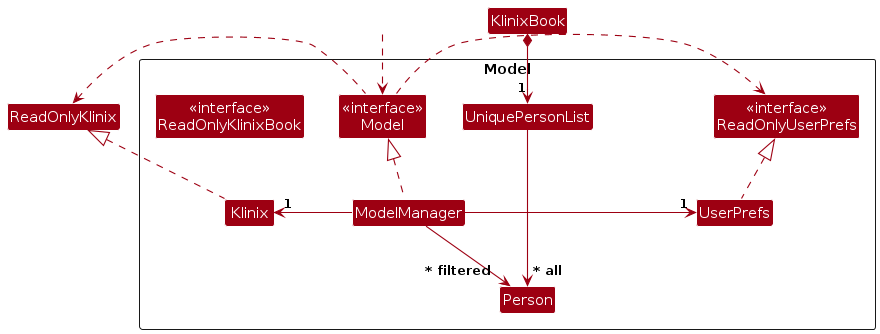 KlinixBook
Model
1
«interface»
ReadOnlyKlinixBook
«interface»
Model
ReadOnlyKlinix
UniquePersonList
«interface»
ReadOnlyUserPrefs
Klinix
1
ModelManager
1
UserPrefs
* filtered
* all
Person